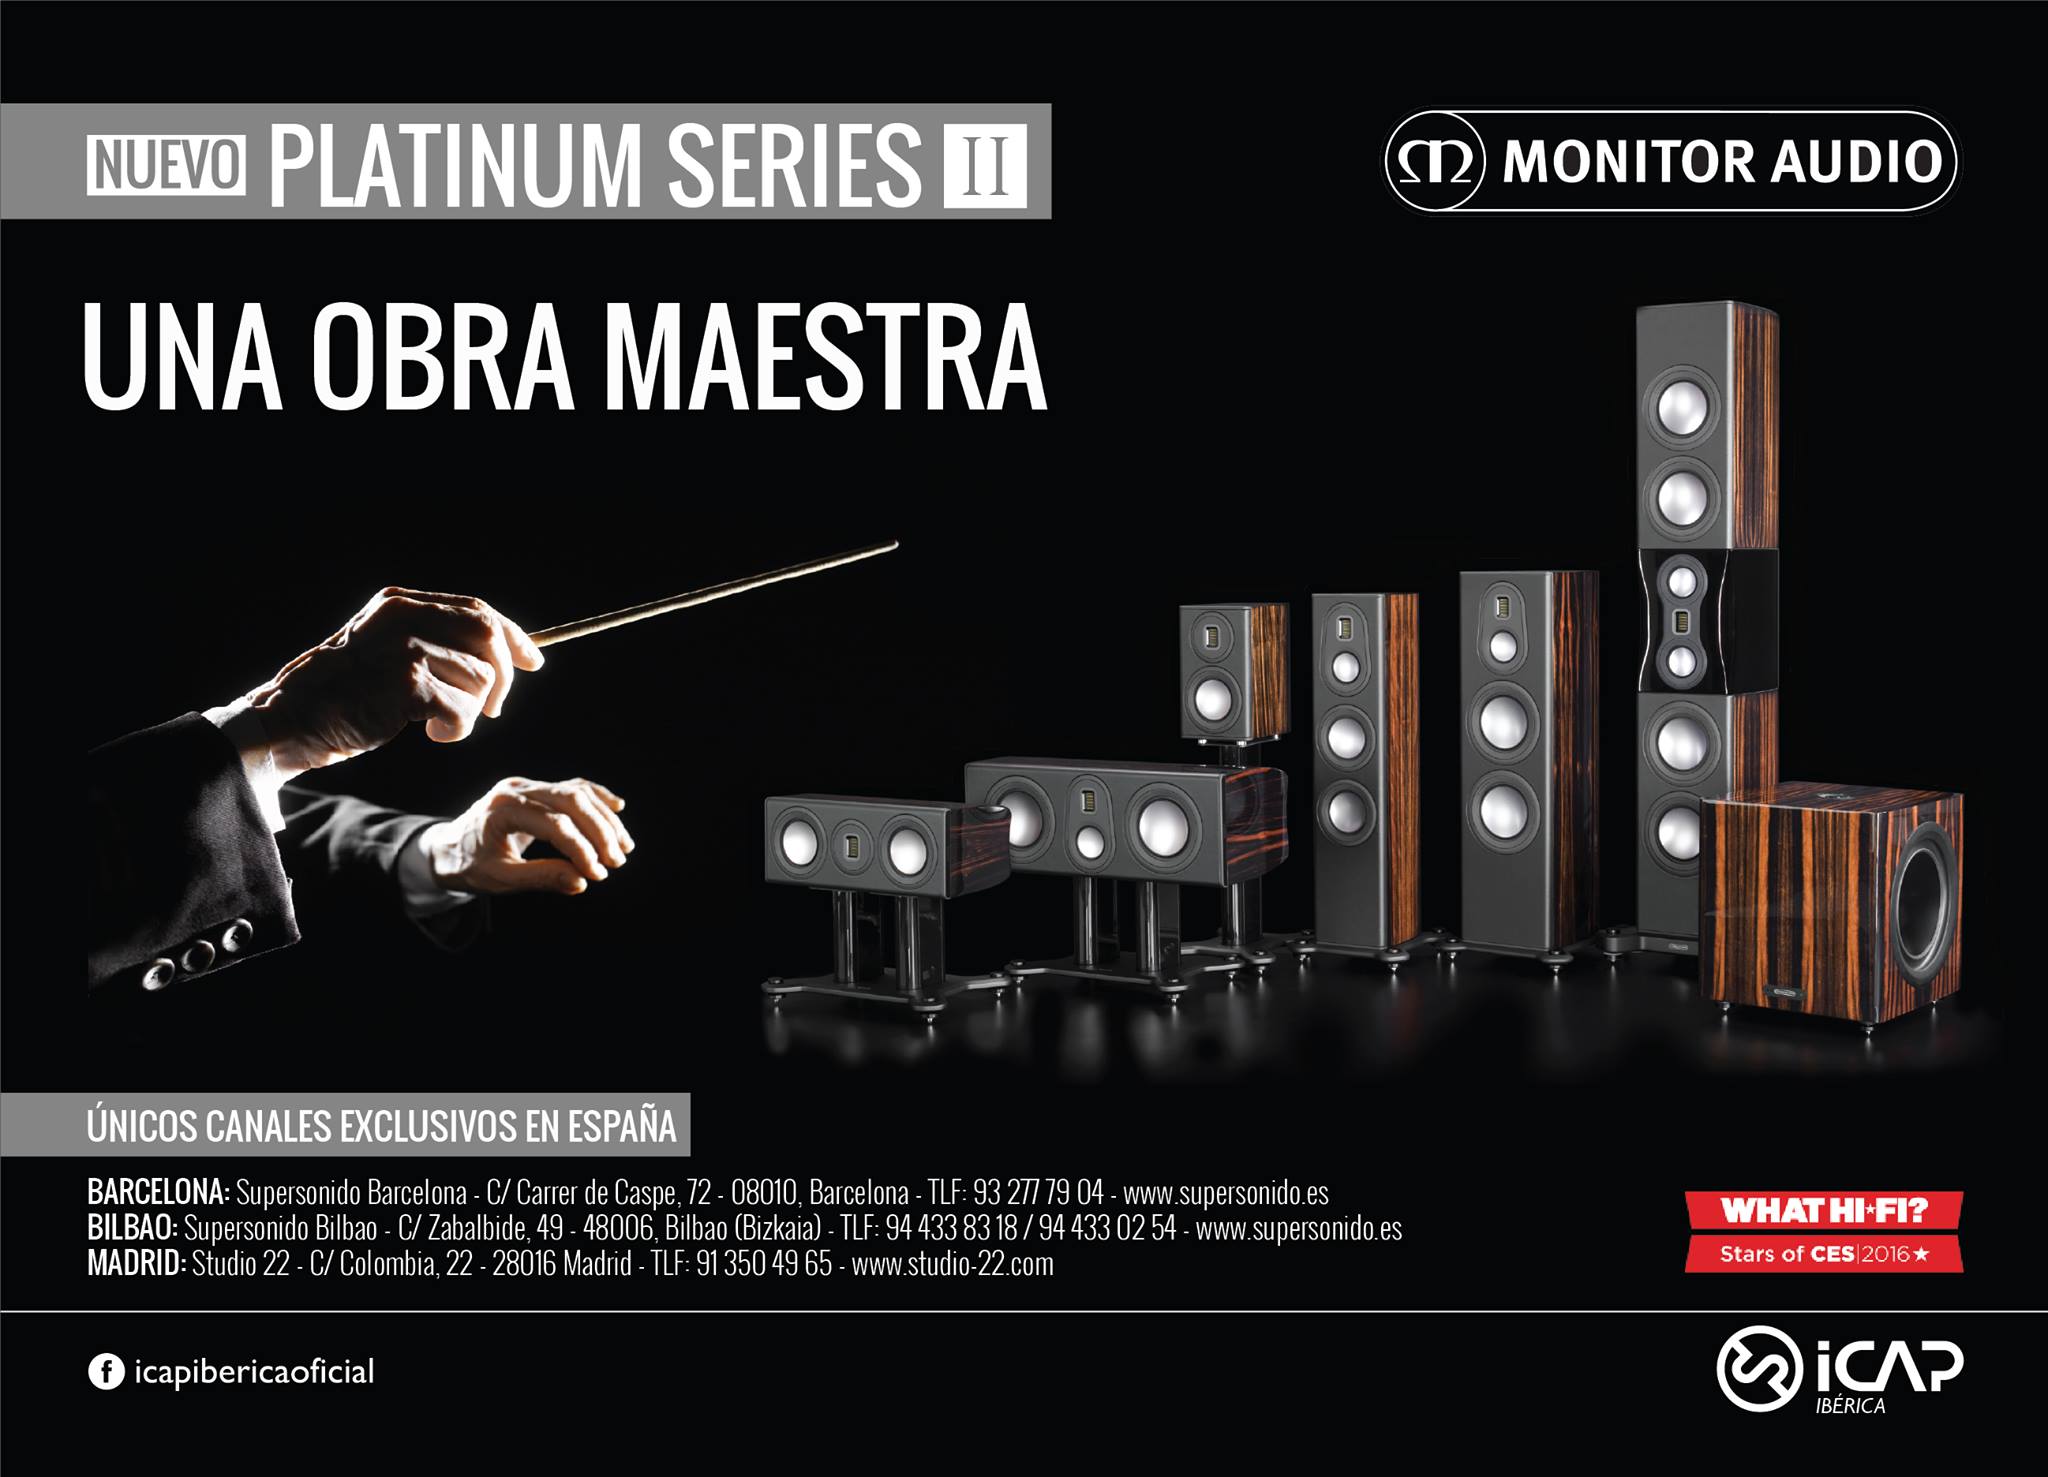 NUEVO PLATINUM SERIES II
MONITOR AUDIO
UNA OBRA MAESTRA
ÚNICOS CANALES EXCLUSIVOS EN ESPAÑA
BARCELONA: Supersonido Barcelona - C/ Carrer de Caspe, 72 - 08010, Barcelona - TLF: 93 277 79 04 - www.supersonido.es
BILBAO: Supersonido Bilbao - C/ Zabalbide, 49 - 48006, Bilbao (Bizkaia) - TLF: 94 433 83 18 / 94 433 02 54 - www.supersonido.es
MADRID: Studio 22 - C/ Colombia, 22 - 28016 Madrid - TLF: 91 350 49 65 - www.studio-22.com
WHAT HI★FI?
Stars of CES|2016★
icapibericaoficial
iCAP
IBÉRICA